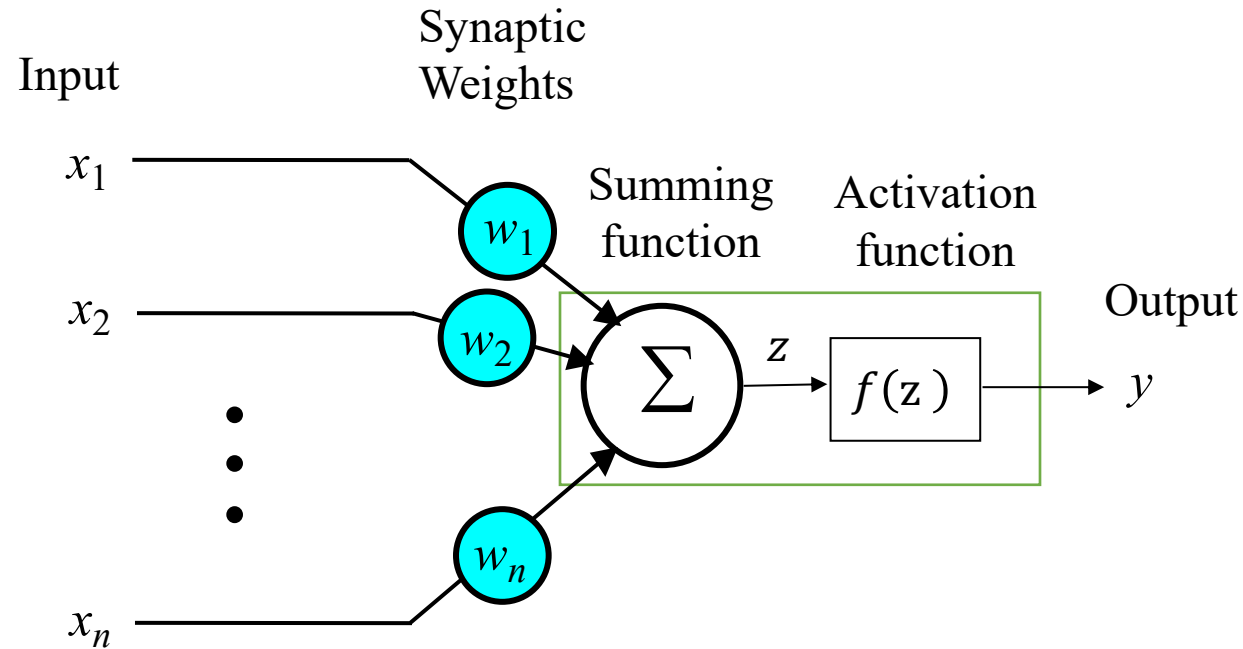 Synaptic
Weights
Input
Summing
function
Activation
function
Output
x₁
w₁
x₂
w₂
Σ
z
f(z )
y
wₙ
xₙ